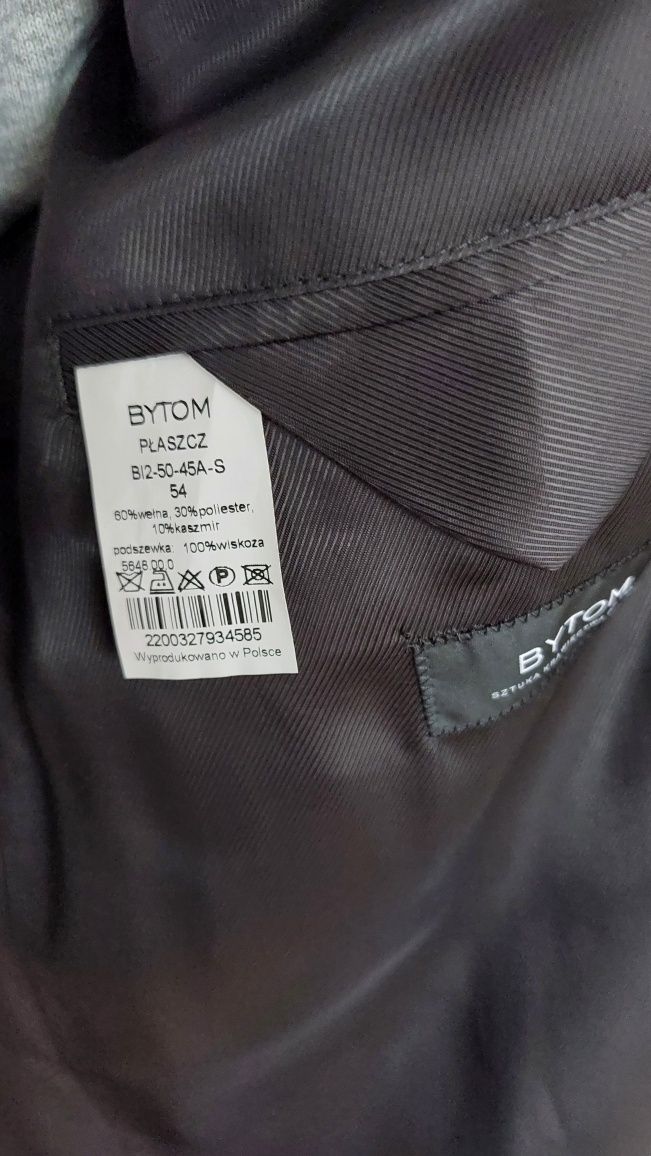 BYTOM
PŁASZCZ
BI2-50-45A-S
54
60%wełna, 30%poliester,
10%kaszmir
podszewka: 100%wiskoza
5648 00 0
P
2200327934585
Wyprodukowano w Polsce
BYTOM
SZTUKA